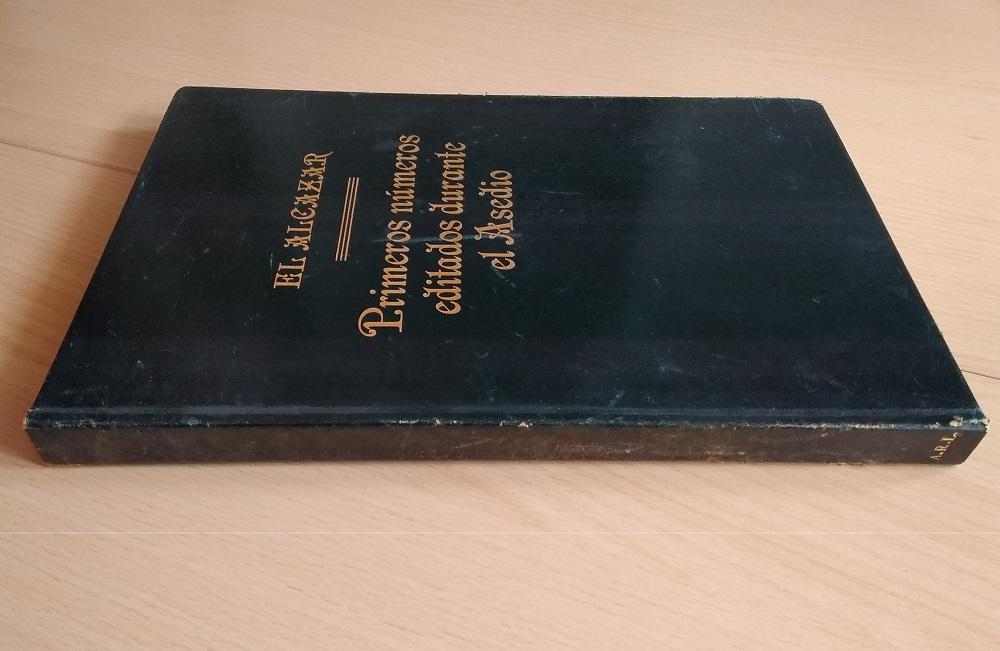 EL ALCAZAR
Primeros números
editados durante
el Asedio
A.R.L.